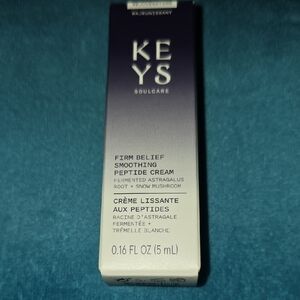 KE
YS
SOULCARE
FIRM BELIEF
SMOOTHING
PEPTIDE CREAM
FERMENTED ASTRAGALUS
ROOT + SNOW MUSHROOM
CRÈME LISSANTE
AUX PEPTIDES
RACINE D'ASTRAGALE
FERMENTÉE +
TRÉMELLE BLANCHE
0.16 FL OZ (5 mL)